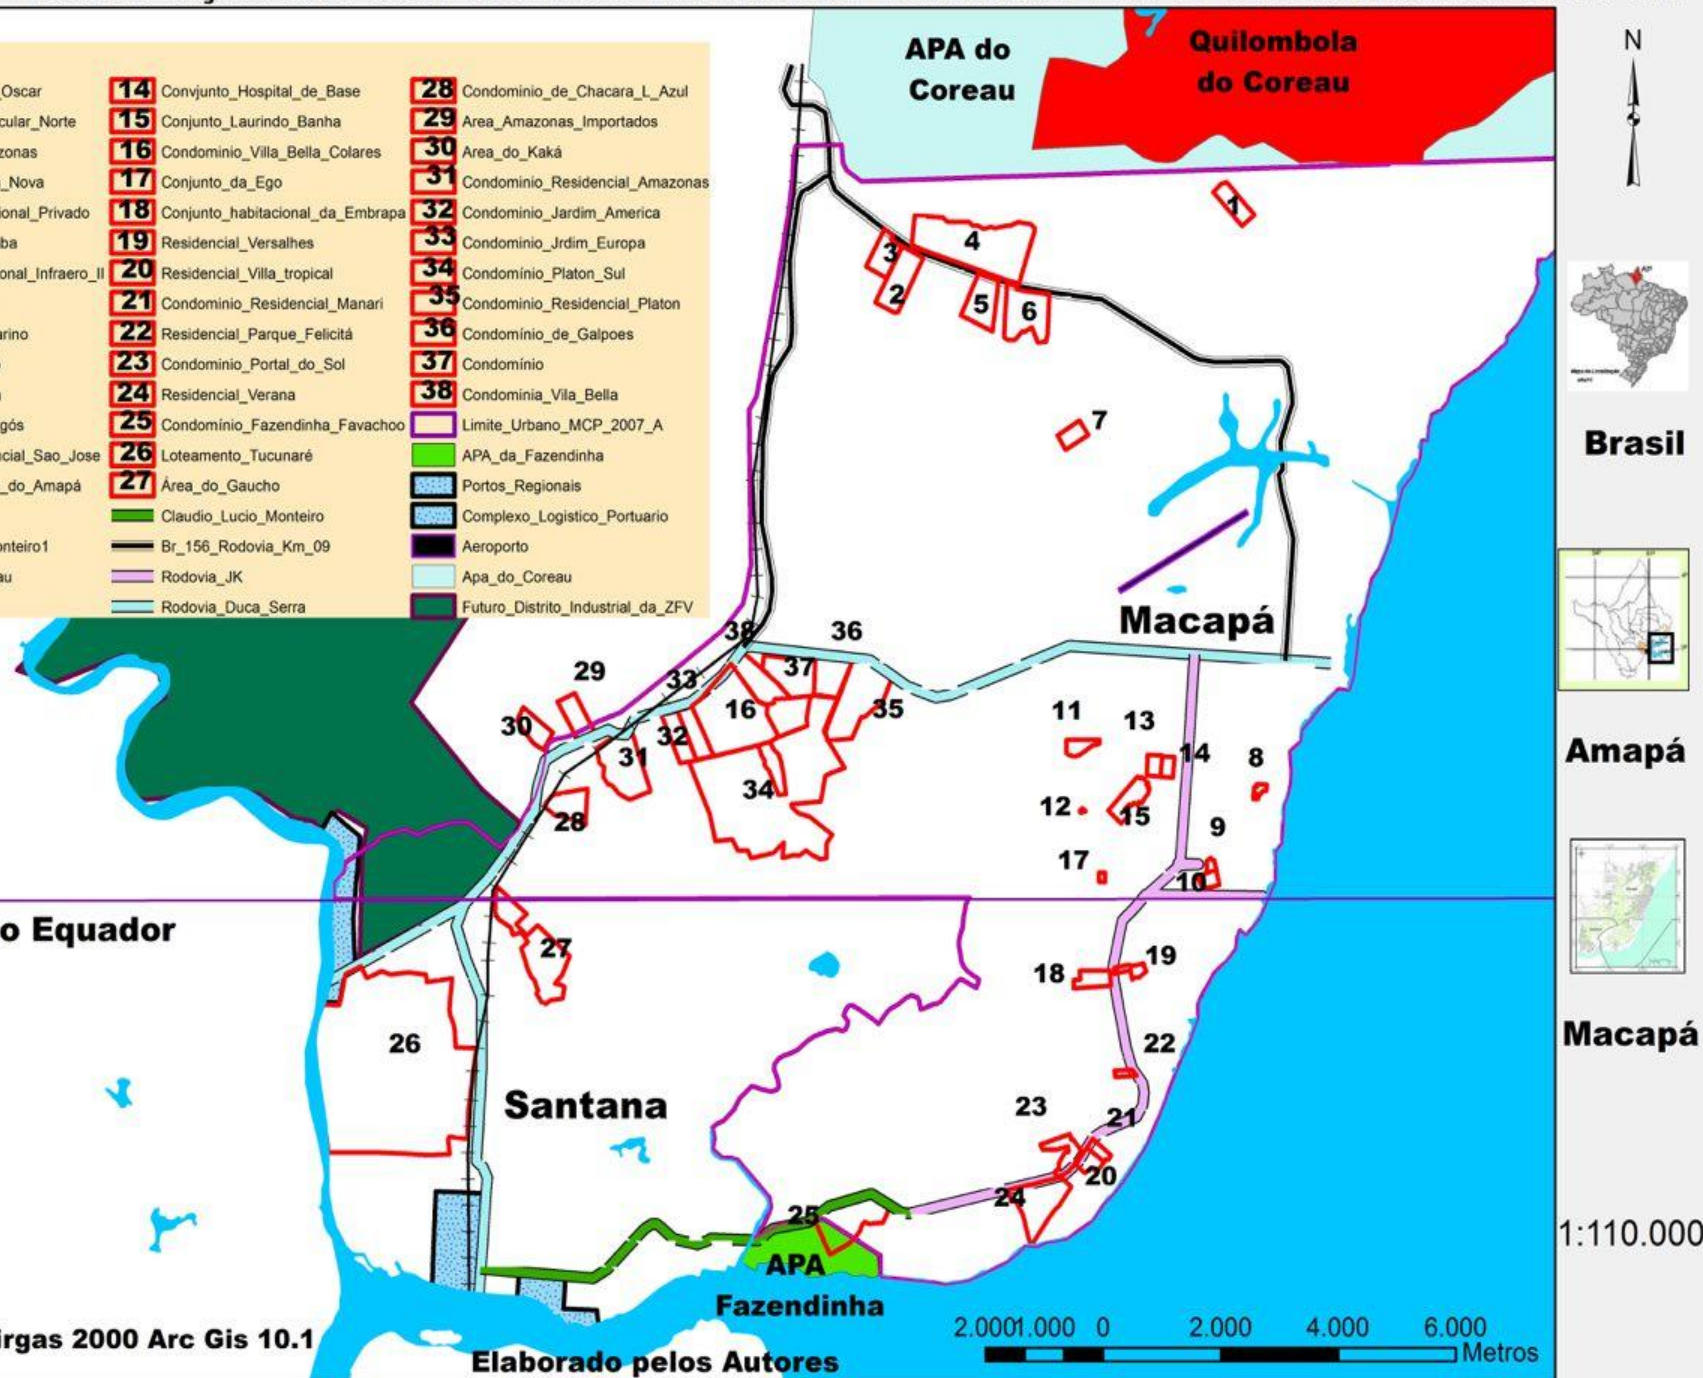 APA do
Coreau
Quilombola
do Coreau
N
_Oscar
cular_Norte
zonas
_Nova
ional_Privado
ba
onal_Infraero_II
arino
gós
cial_Sao_Jose
_do_Amapá
onteiro1
au
14 Convjunto_Hospital_de_Base
15 Conjunto_Laurindo_Banha
16 Condominio_Villa_Bella_Colares
17 Conjunto_da_Ego
18 Conjunto_habitacional_da_Embrapa
19 Residencial_Versalhes
20 Residencial_Villa_tropical
21 Condominio_Residencial_Manari
22 Residencial_Parque_Felicitá
23 Condominio_Portal_do_Sol
24 Residencial_Verana
25 Condomínio_Fazendinha_Favachoo
26 Loteamento_Tucunaré
27 Área_do_Gaucho
Claudio_Lucio_Monteiro
Br_156_Rodovia_Km_09
Rodovia_JK
Rodovia_Duca_Serra
28 Condominio_de_Chacara_L_Azul
29 Area_Amazonas_Importados
30 Area_do_Kaká
31 Condominio_Residencial_Amazonas
32 Condominio_Jardim_America
33 Condominio_Jrdim_Europa
34 Condomínio_Platon_Sul
35 Condominio_Residencial_Platon
36 Condomínio_de_Galpoes
37 Condomínio
38 Condominia_Vila_Bella
Limite_Urbano_MCP_2007_A
APA_da_Fazendinha
Portos_Regionais
Complexo_Logistico_Portuario
Aeroporto
Apa_do_Coreau
Futuro_Distrito_Industrial_da_ZFV
1
4
3
2
5
6
7
Brasil
Macapá
38
36
29
33
37
30
16
35
32
31
34
28
11
13
14
8
12
15
9
17
10
Amapá
o Equador
27
18
19
26
22
Macapá
Santana
23
21
20
24
25
APA
Fazendinha
1:110.000
irgas 2000 Arc Gis 10.1
Elaborado pelos Autores
2.000 1.000 0 2.000 4.000 6.000
Metros